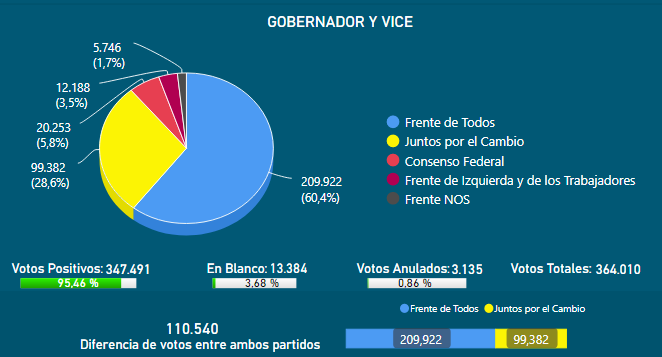 GOBERNADOR Y VICE
5.746
(1,7%)
12.188
(3,5%)
20.253
(5,8%)
99.382
(28,6%)
209.922
(60,4%)
Frente de Todos
Juntos por el Cambio
Consenso Federal
Frente de Izquierda y de los Trabajadores
Frente NOS
Votos Positivos: 347.491
95,46 %
En Blanco: 13.384
3,68 %
Votos Anulados: 3.135
0,86 %
Votos Totales: 364.010
Frente de Todos Juntos por el Cambio
110.540
Diferencia de votos entre ambos partidos
209,922 99,382